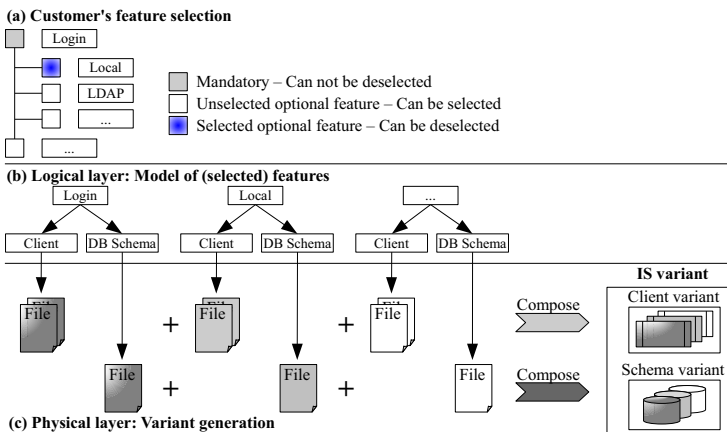 (a) Customer's feature selection
Login
Local
LDAP
...
...
Mandatory – Can not be deselected
Unselected optional feature – Can be selected
Selected optional feature – Can be deselected
(b) Logical layer: Model of (selected) features
Login
Local
...
Client
DB Schema
Client
DB Schema
Client
DB Schema
IS variant
File
File
+
File
File
+
File
File
Compose
Client variant
File
+
File
+
File
Compose
Schema variant
(c) Physical layer: Variant generation